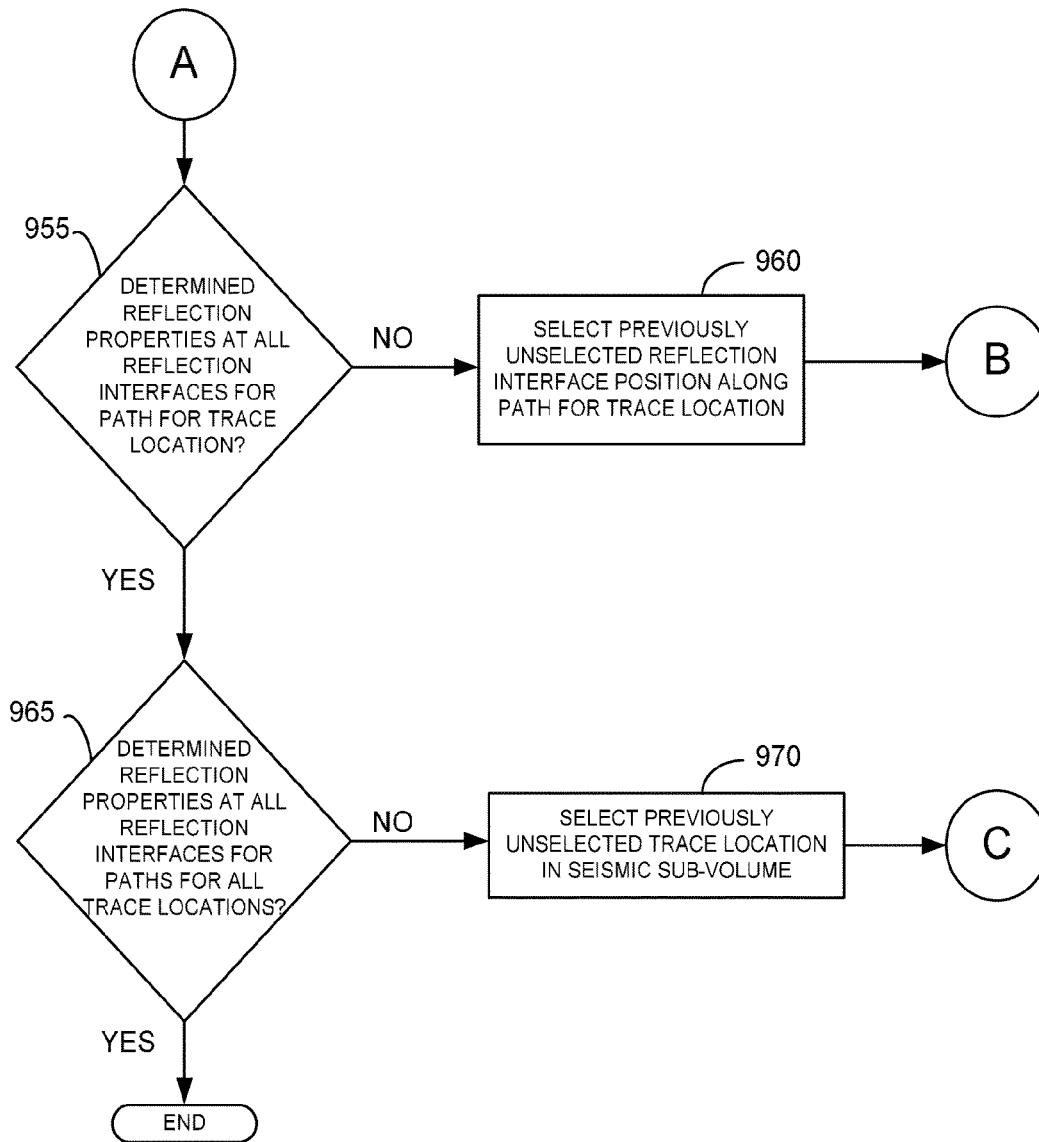 A
955
DETERMINED
REFLECTION
PROPERTIES AT ALL
REFLECTION
INTERFACES FOR
PATH FOR TRACE
LOCATION?
NO
960
SELECT PREVIOUSLY
UNSELECTED REFLECTION
INTERFACE POSITION ALONG
PATH FOR TRACE LOCATION
B
YES
965
DETERMINED
REFLECTION
PROPERTIES AT ALL
REFLECTION
INTERFACES FOR
PATHS FOR ALL
TRACE LOCATIONS?
NO
970
SELECT PREVIOUSLY
UNSELECTED TRACE LOCATION
IN SEISMIC SUB-VOLUME
C
YES
END